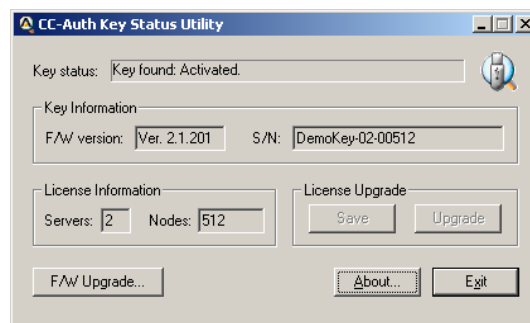 CC-Auth Key Status Utility
Key status: Key found: Activated.
Key Information
F/W version: Ver. 2.1.201 S/N: DemoKey-02-00512
License Information License Upgrade
Servers: 2 Nodes: 512 Save Upgrade
F/W Upgrade... About... Exit